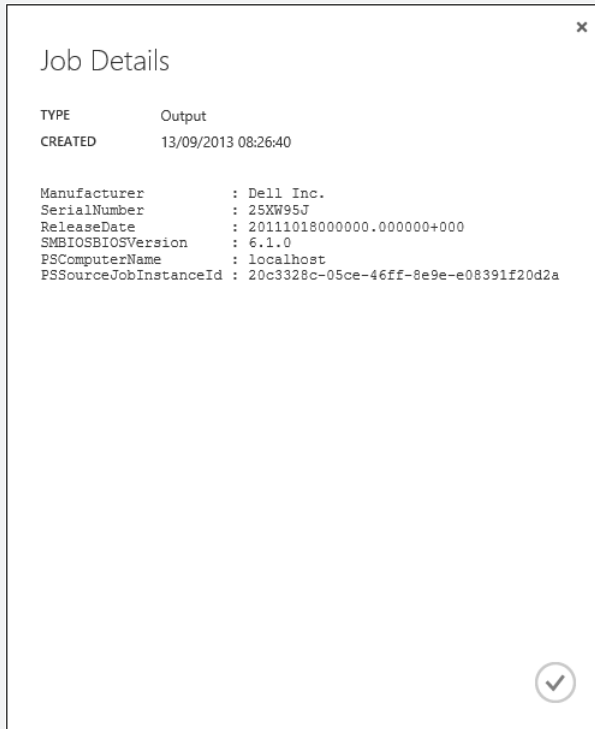 Job Details
TYPE Output
CREATED 13/09/2013 08:26:40
Manufacturer : Dell Inc.
SerialNumber : 25XW95J
ReleaseDate : 20111018000000.000000+000
SMBIOSBIOSVersion : 6.1.0
PSComputerName : localhost
PSSourceJobInstanceId : 20c3328c-05ce-46ff-8e9e-e08391f20d2a